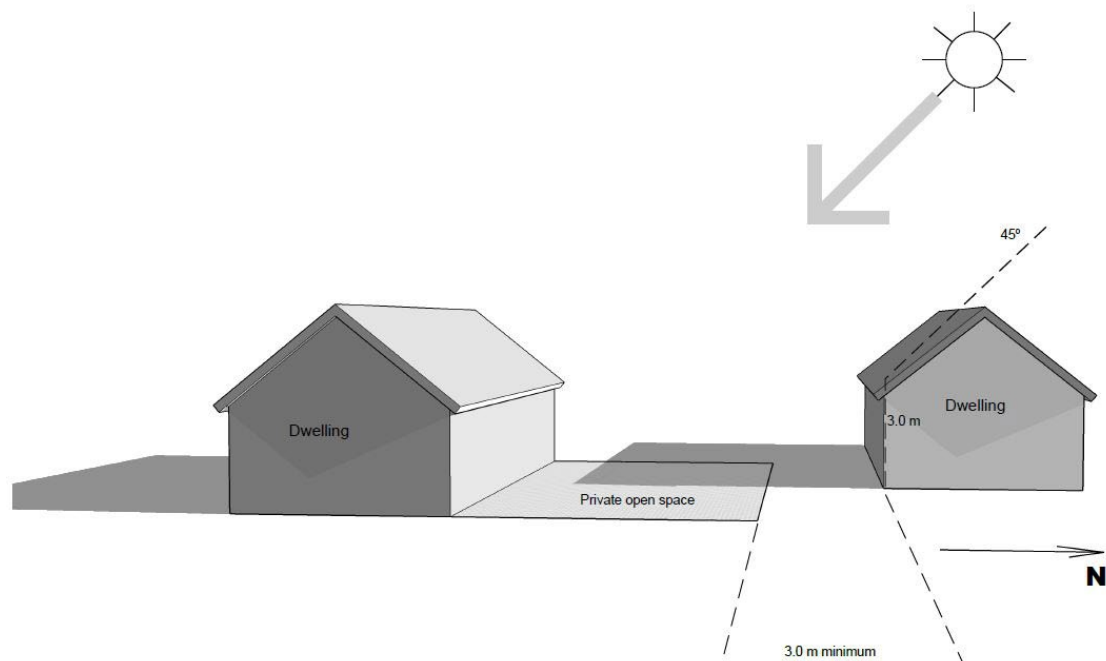 45º
Dwelling
Dwelling
3.0 m
Private open space
N
3.0 m minimum